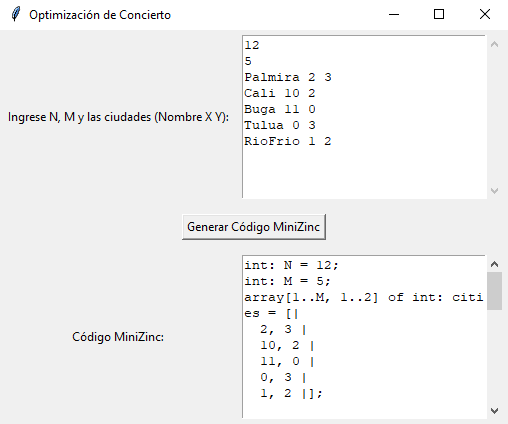 Optimización de Concierto
Ingrese N, M y las ciudades (Nombre X Y):
12
5
Palmira 2 3
Cali 10 2
Buga 11 0
Tulua 0 3
RioFrio 1 2
Generar Código MiniZinc
Código MiniZinc:
int: N = 12;
int: M = 5;
array[1..M, 1..2] of int: citi
es = [|
2, 3 |
10, 2 |
11, 0 |
0, 3 |
1, 2 |];